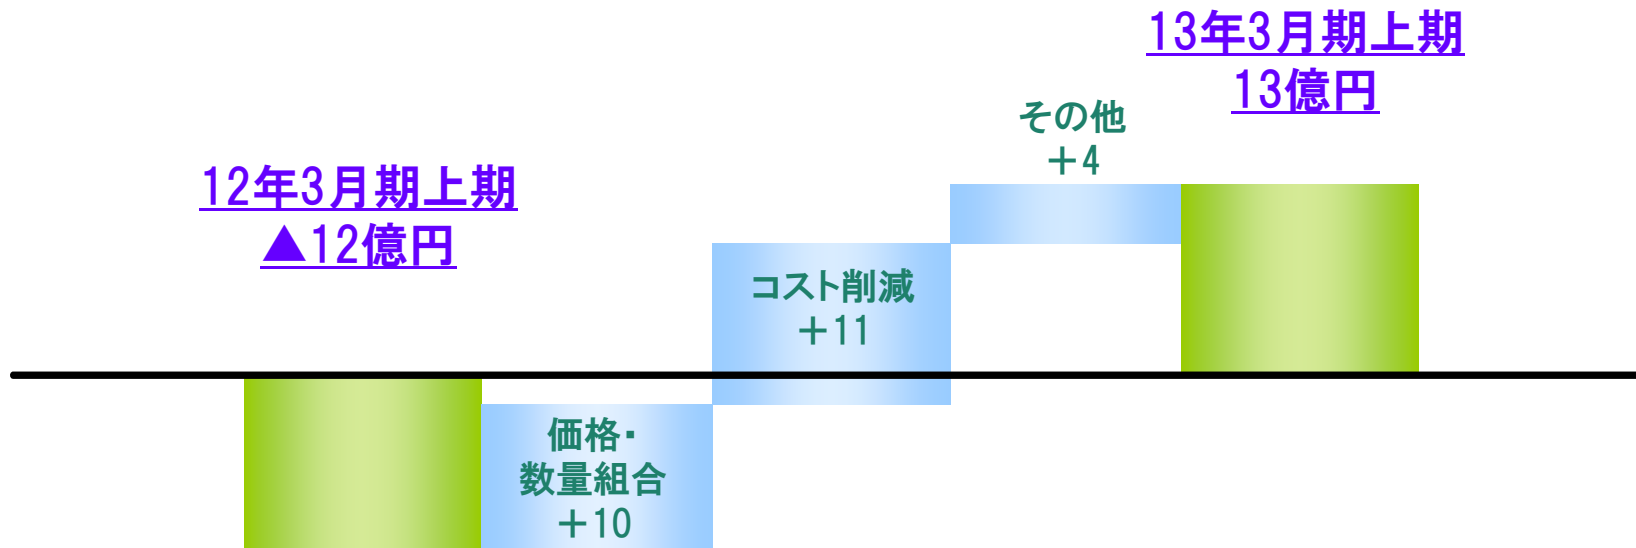 12年3月期上期
▲12億円
価格・
数量組合
＋10
コスト削減
＋11
その他
＋4
13年3月期上期
13億円